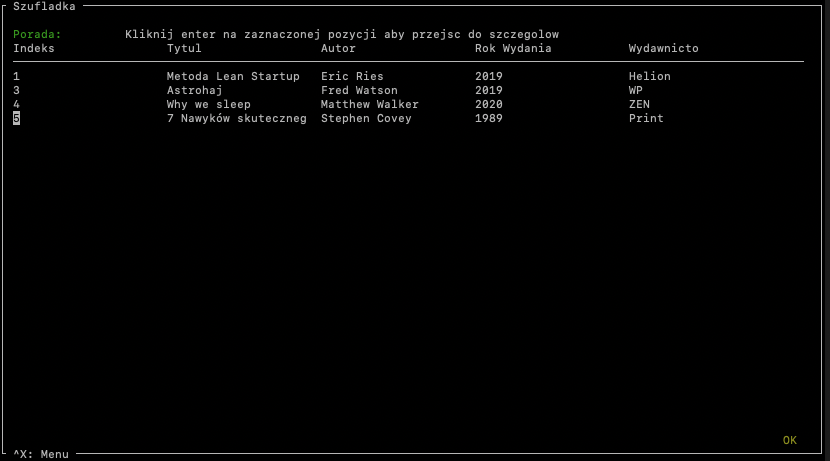 Szufladka
Porada: Kliknij enter na zaznaczonej pozycji aby przejsc do szczegolow
Indeks Tytul Autor Rok Wydania Wydawnicto
1 Metoda Lean Startup Eric Ries 2019 Helion
3 Astrohaj Fred Watson 2019 WP
4 Why we sleep Matthew Walker 2020 ZEN
5 7 Nawyków skuteczneg Stephen Covey 1989 Print
OK
^X: Menu